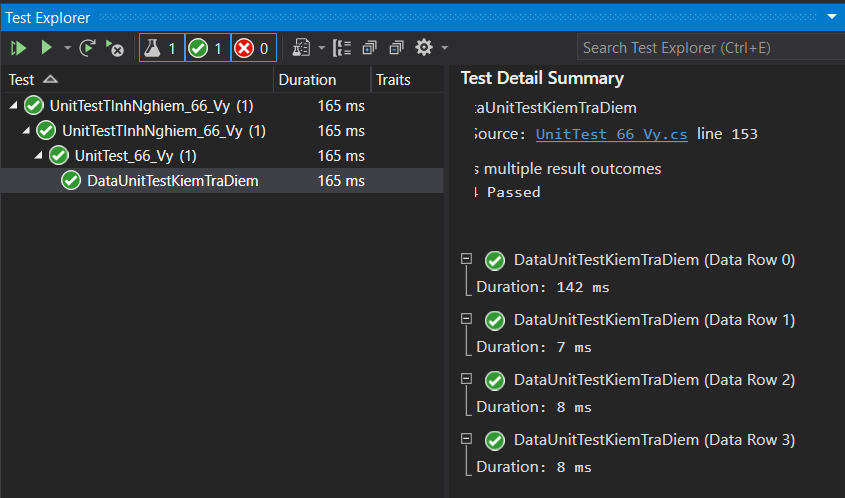 Test Explorer
1 1 0
Search Test Explorer (Ctrl+E)
Test Duration Traits
UnitTestTInhNghiem_66_Vy (1) 165 ms
UnitTestTInhNghiem_66_Vy (1) 165 ms
UnitTest_66_Vy (1) 165 ms
DataUnitTestKiemTraDiem 165 ms
Test Detail Summary
taUnitTestKiemTraDiem
Source: UnitTest 66 Vy.cs line 153
s multiple result outcomes
4 Passed
DataUnitTestKiemTraDiem (Data Row 0)
Duration: 142 ms
DataUnitTestKiemTraDiem (Data Row 1)
Duration: 7 ms
DataUnitTestKiemTraDiem (Data Row 2)
Duration: 8 ms
DataUnitTestKiemTraDiem (Data Row 3)
Duration: 8 ms